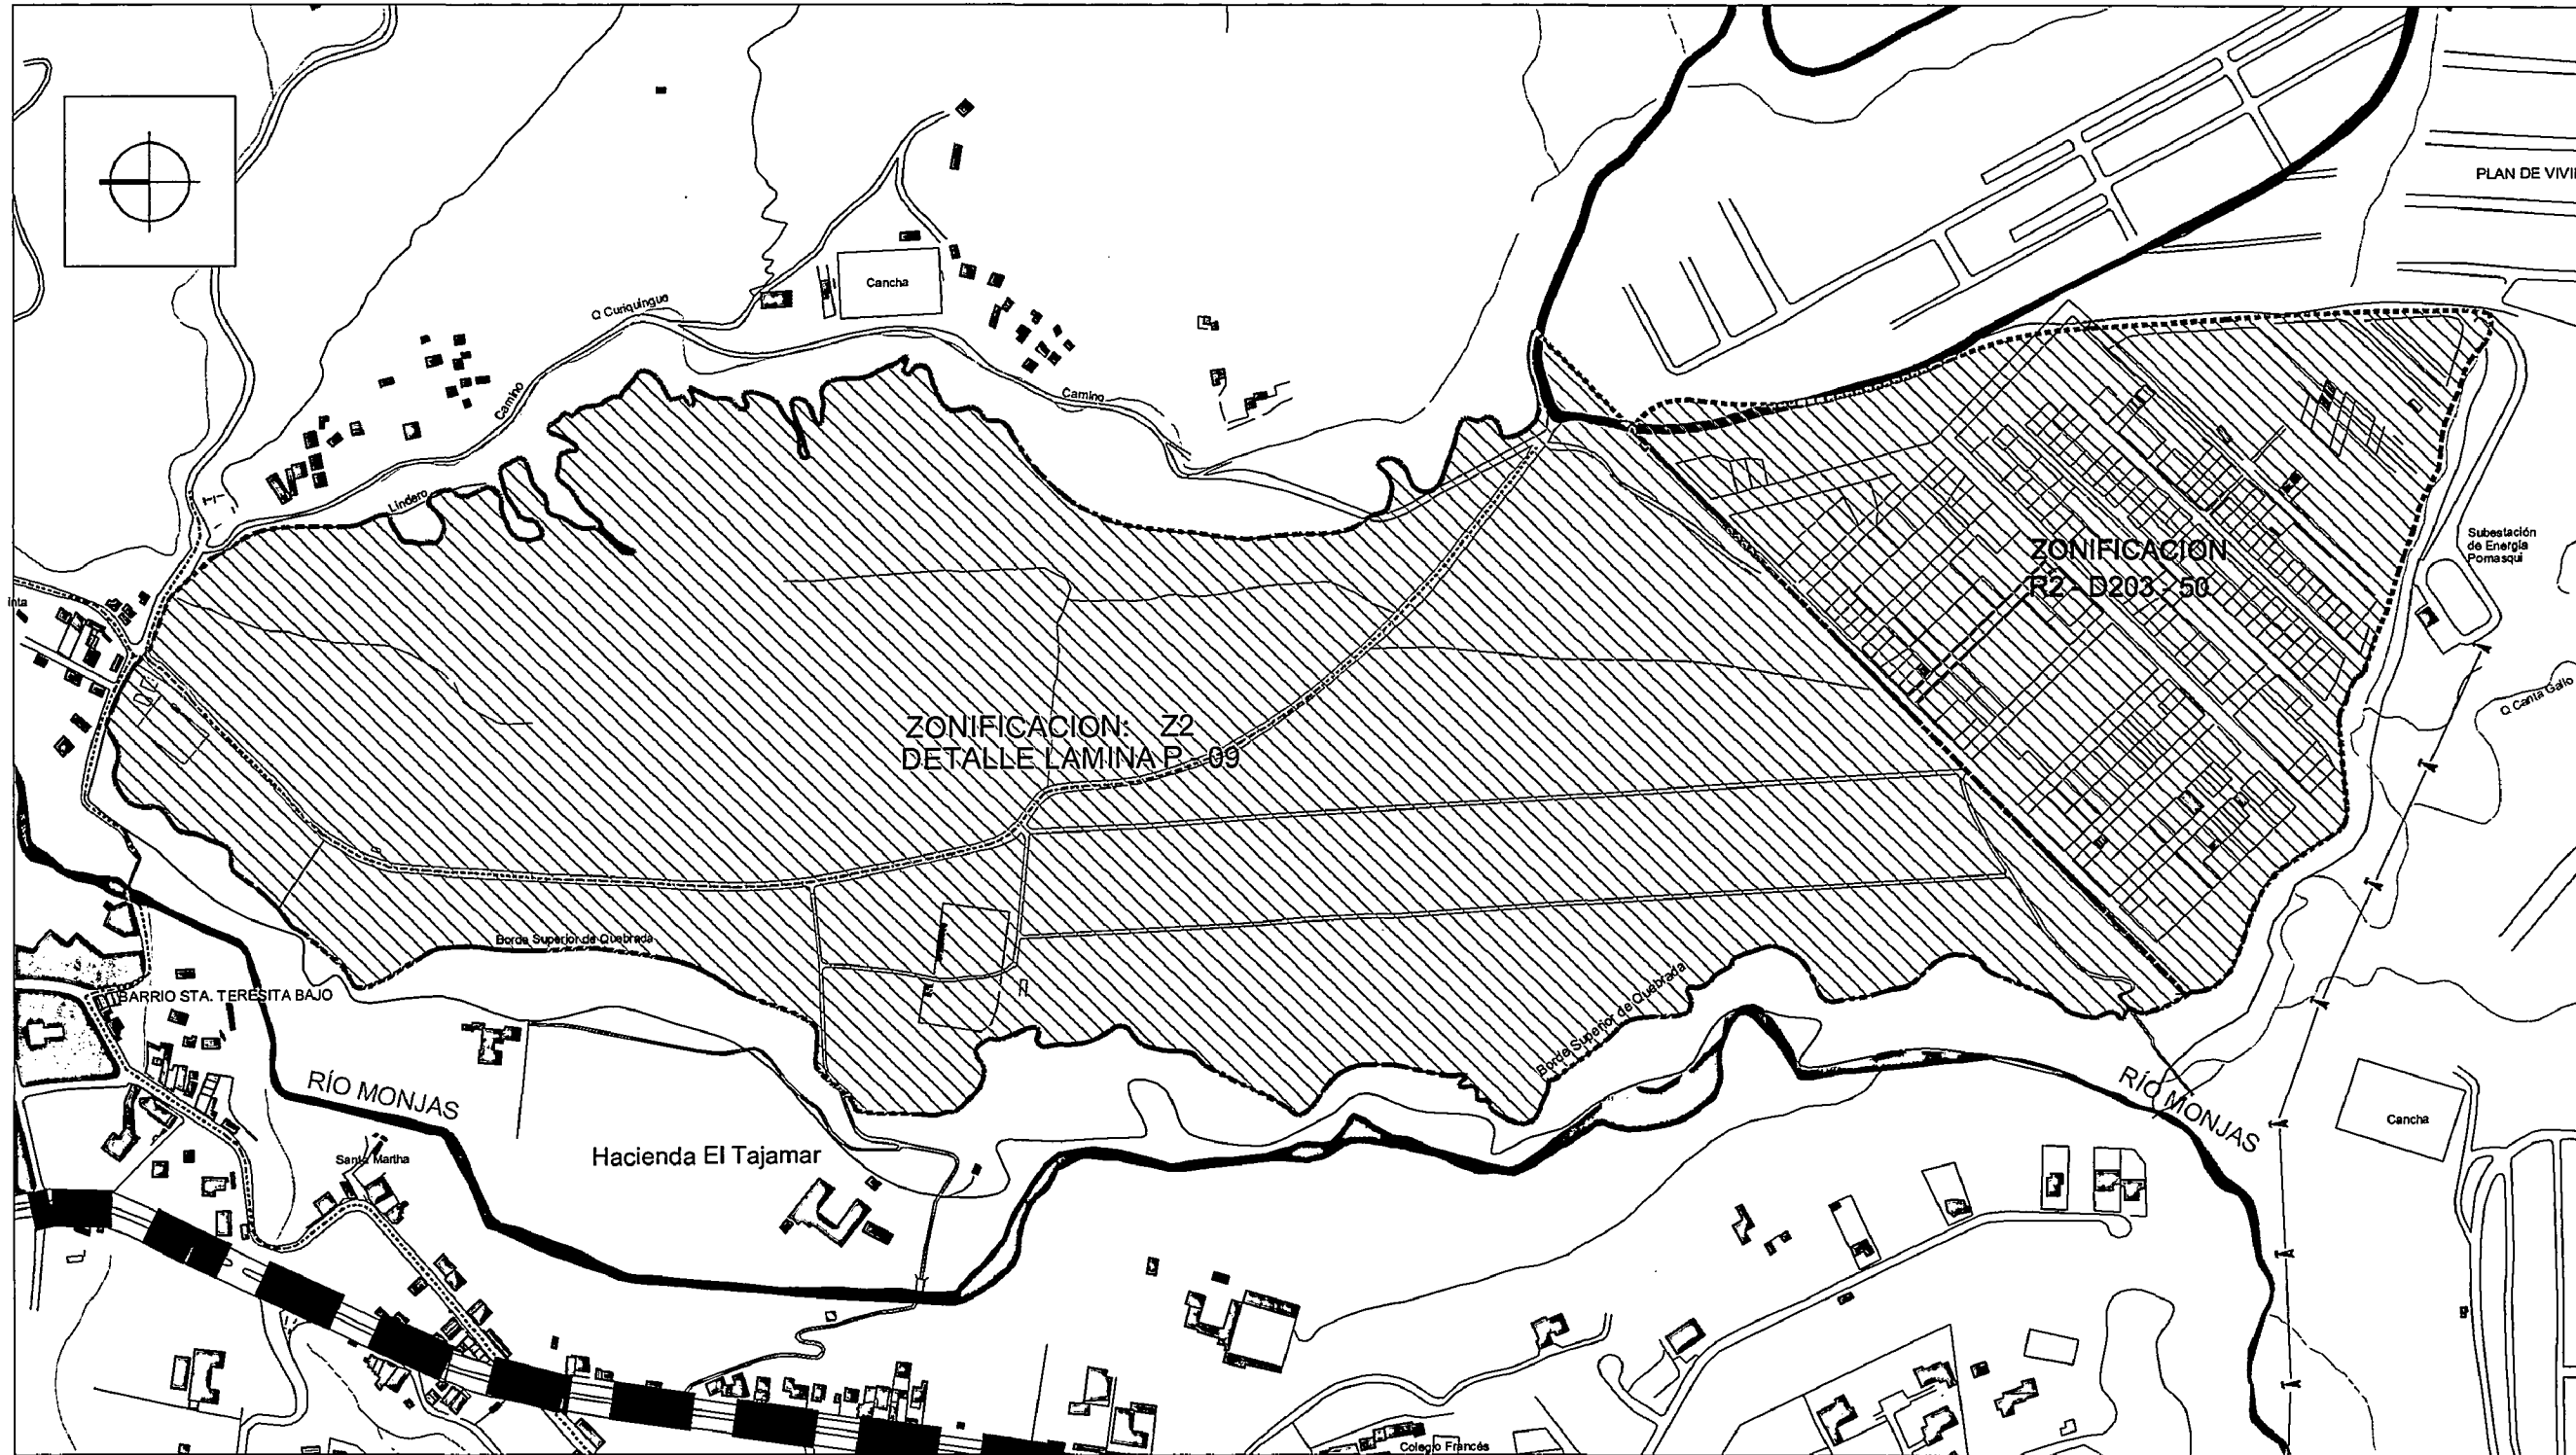 PLAN DE VIVI
Cancha
Q Curiquingue
Camino
Camino
Lindero
Subestación
de Energía
Pomasqui
ZONIFICACION
R2 - D203 - 50
inta
Q Canta Gallo
ZONIFICACION: Z2
DETALLE LAMINA P - 09
Borde Superior de Quebrada
Borde Superior de Quebrada
BARRIO STA. TERESITA BAJO
RÍO MONJAS
RÍO MONJAS
Cancha
Hacienda El Tajamar
Santa Martha
Colegio Francés